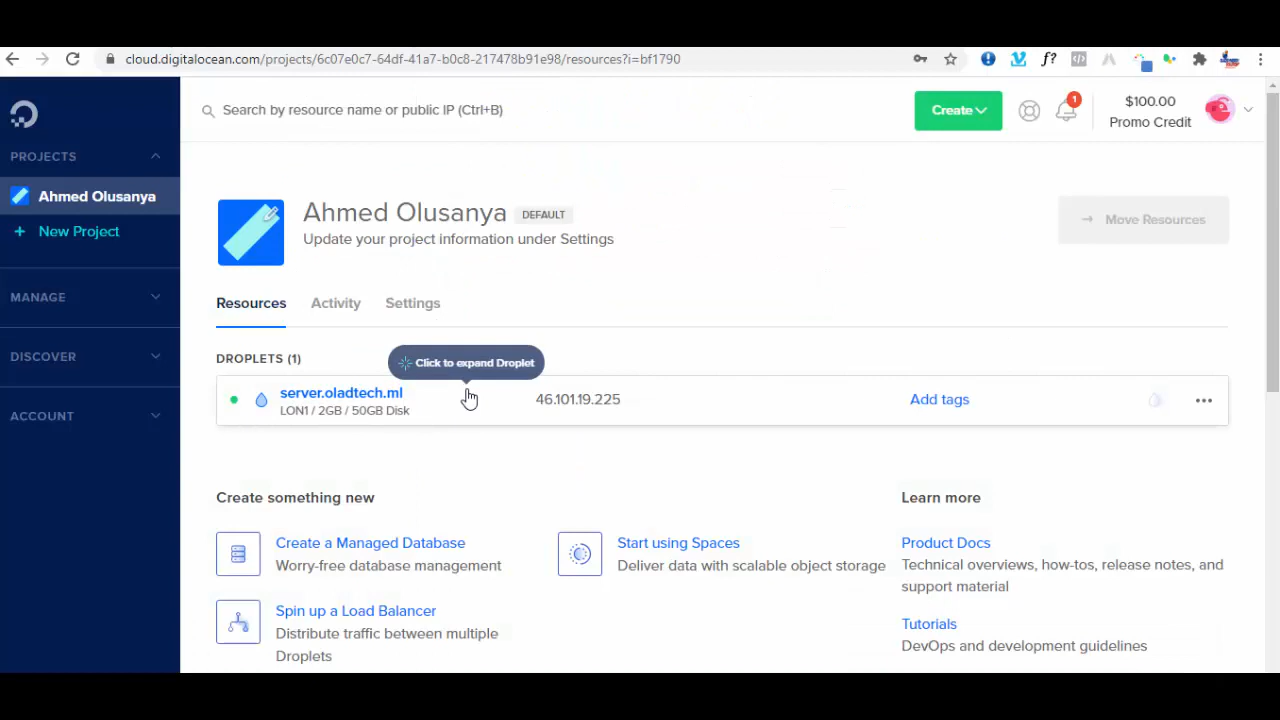 cloud.digitalocean.com/projects/6c07e0c7-64df-41a7-b0c8-217478b91e98/resources?i=bf1790
f?
Search by resource name or public IP (Ctrl+B)
Create
1
$100.00
Promo Credit
PROJECTS
Ahmed Olusanya
+ New Project
MANAGE
DISCOVER
ACCOUNT
Ahmed Olusanya DEFAULT
Update your project information under Settings
→ Move Resources
Resources Activity Settings
DROPLETS (1)
Click to expand Droplet
server.oladtech.ml
LON1 / 2GB / 50GB Disk
46.101.19.225
Add tags
Create something new
Create a Managed Database
Worry-free database management
Start using Spaces
Deliver data with scalable object storage
Spin up a Load Balancer
Distribute traffic between multiple
Droplets
Learn more
Product Docs
Technical overviews, how-tos, release notes, and
support material
Tutorials
DevOps and development guidelines